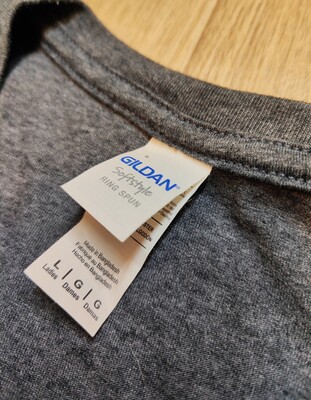 GILDAN®
Softstyle
RING SPUN
Made in Bangladesh
Fabriqué au Bangladesh
Hecho en Bangladesh
L | G | G
Ladies Dames Damas